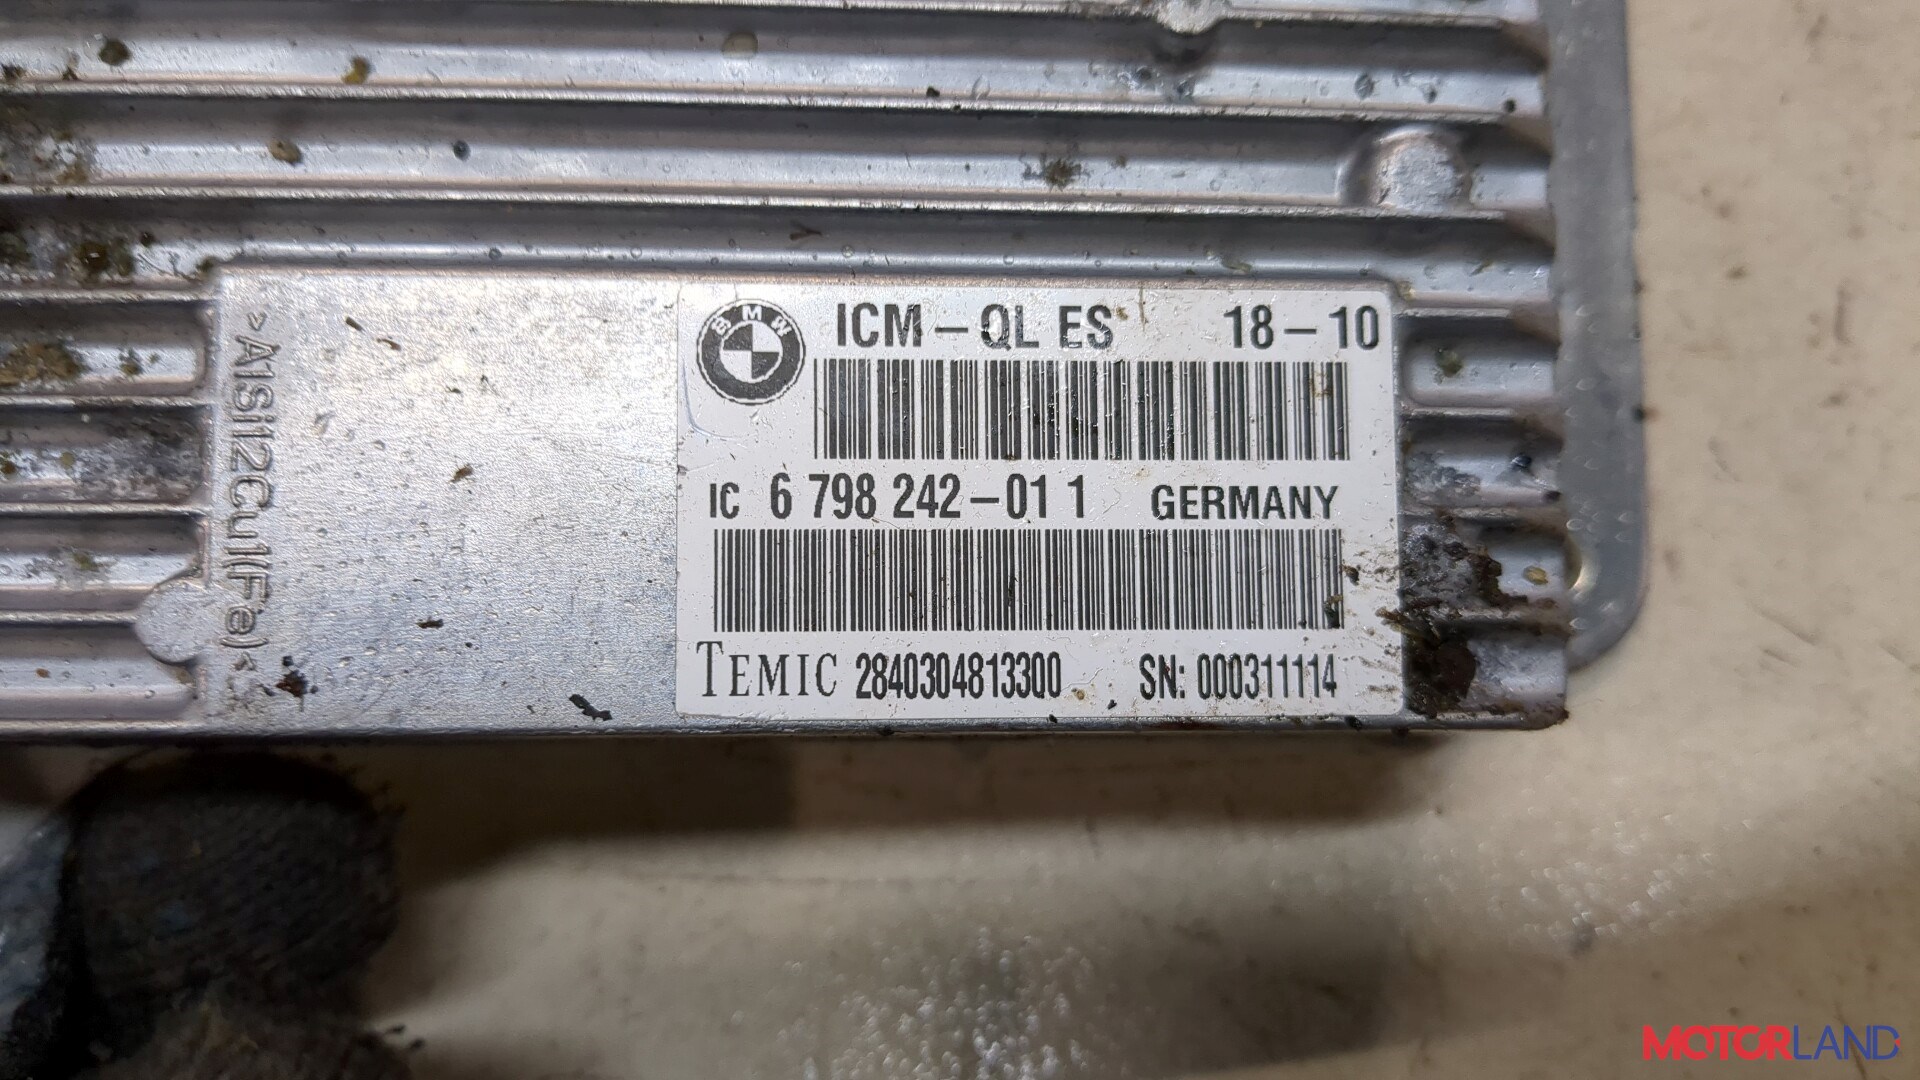 BMW
ICM – QL ES 18 – 10
IC 6 798 242 – 01 1 GERMANY
TEMIC 2840304813300 SN: 000311114
>AlSi12Cu1(Fe)<
MOTORLAND